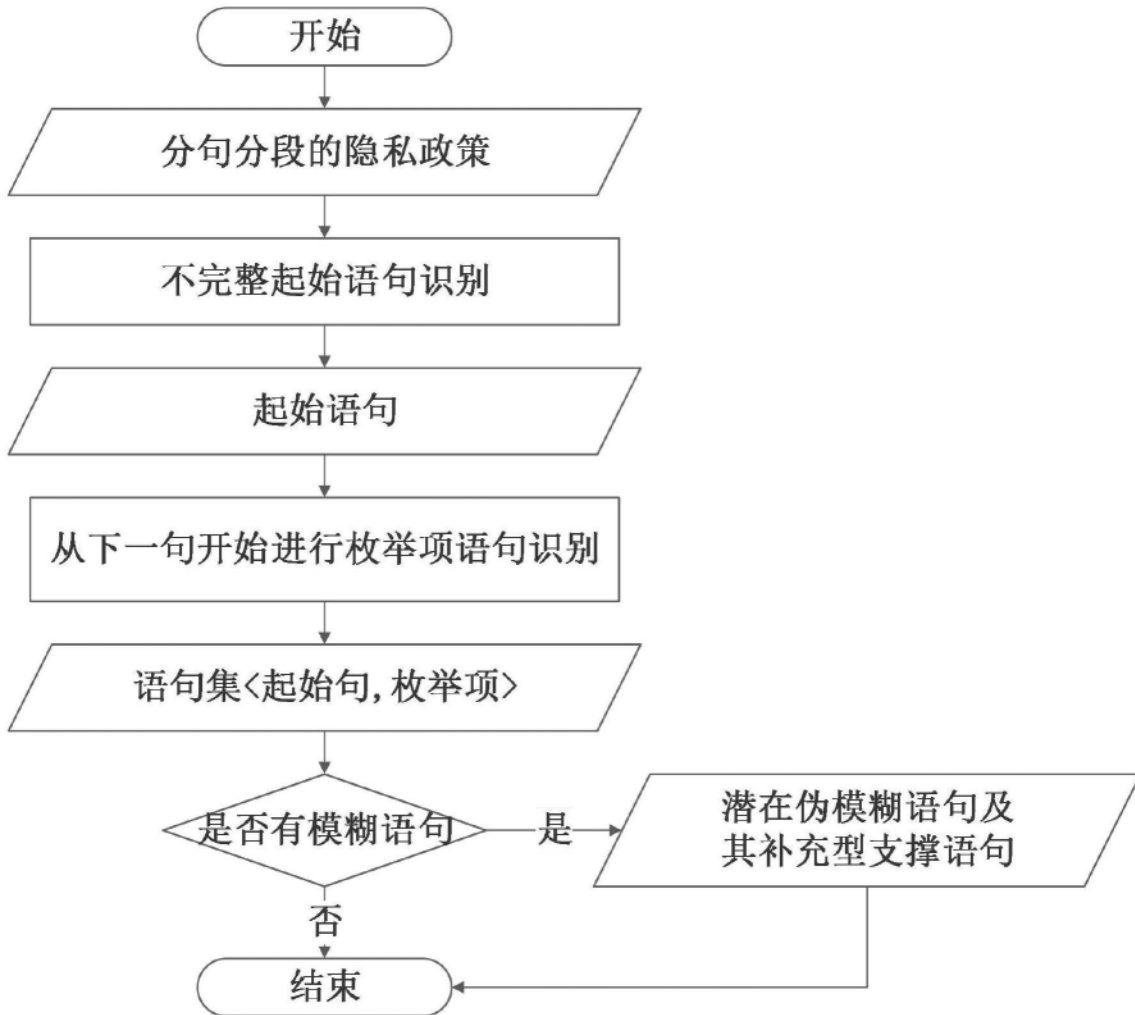 开始
分句分段的隐私政策
不完整起始语句识别
起始语句
从下一句开始进行枚举项语句识别
语句集<起始句,枚举项>
是否有模糊语句
是
潜在伪模糊语句及
其补充型支撑语句
否
结束